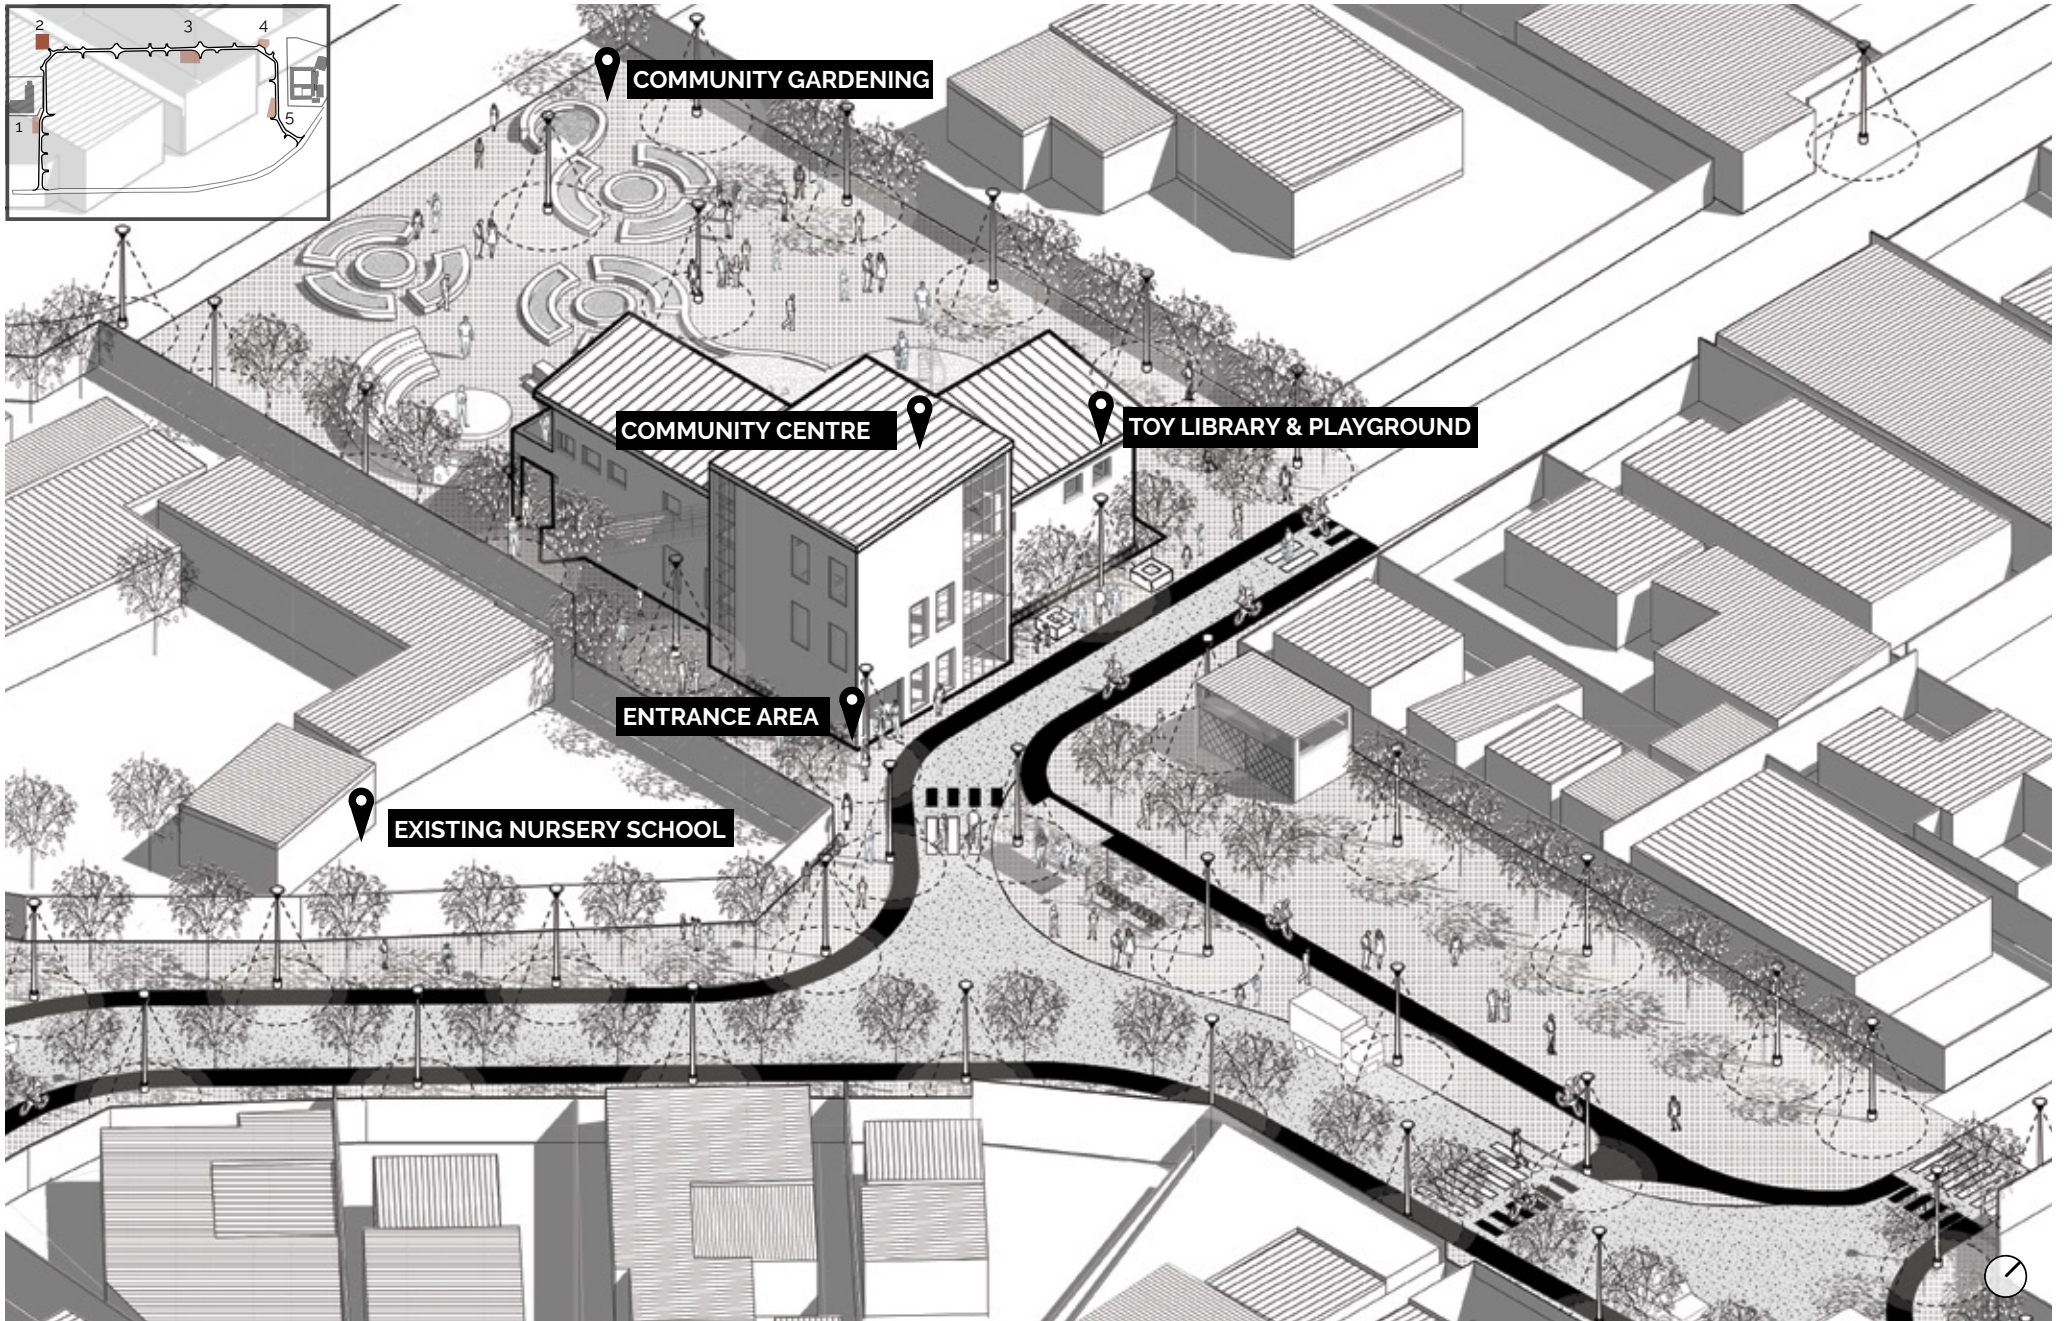 2
3
4
1
5
COMMUNITY GARDENING
COMMUNITY CENTRE
TOY LIBRARY & PLAYGROUND
ENTRANCE AREA
EXISTING NURSERY SCHOOL